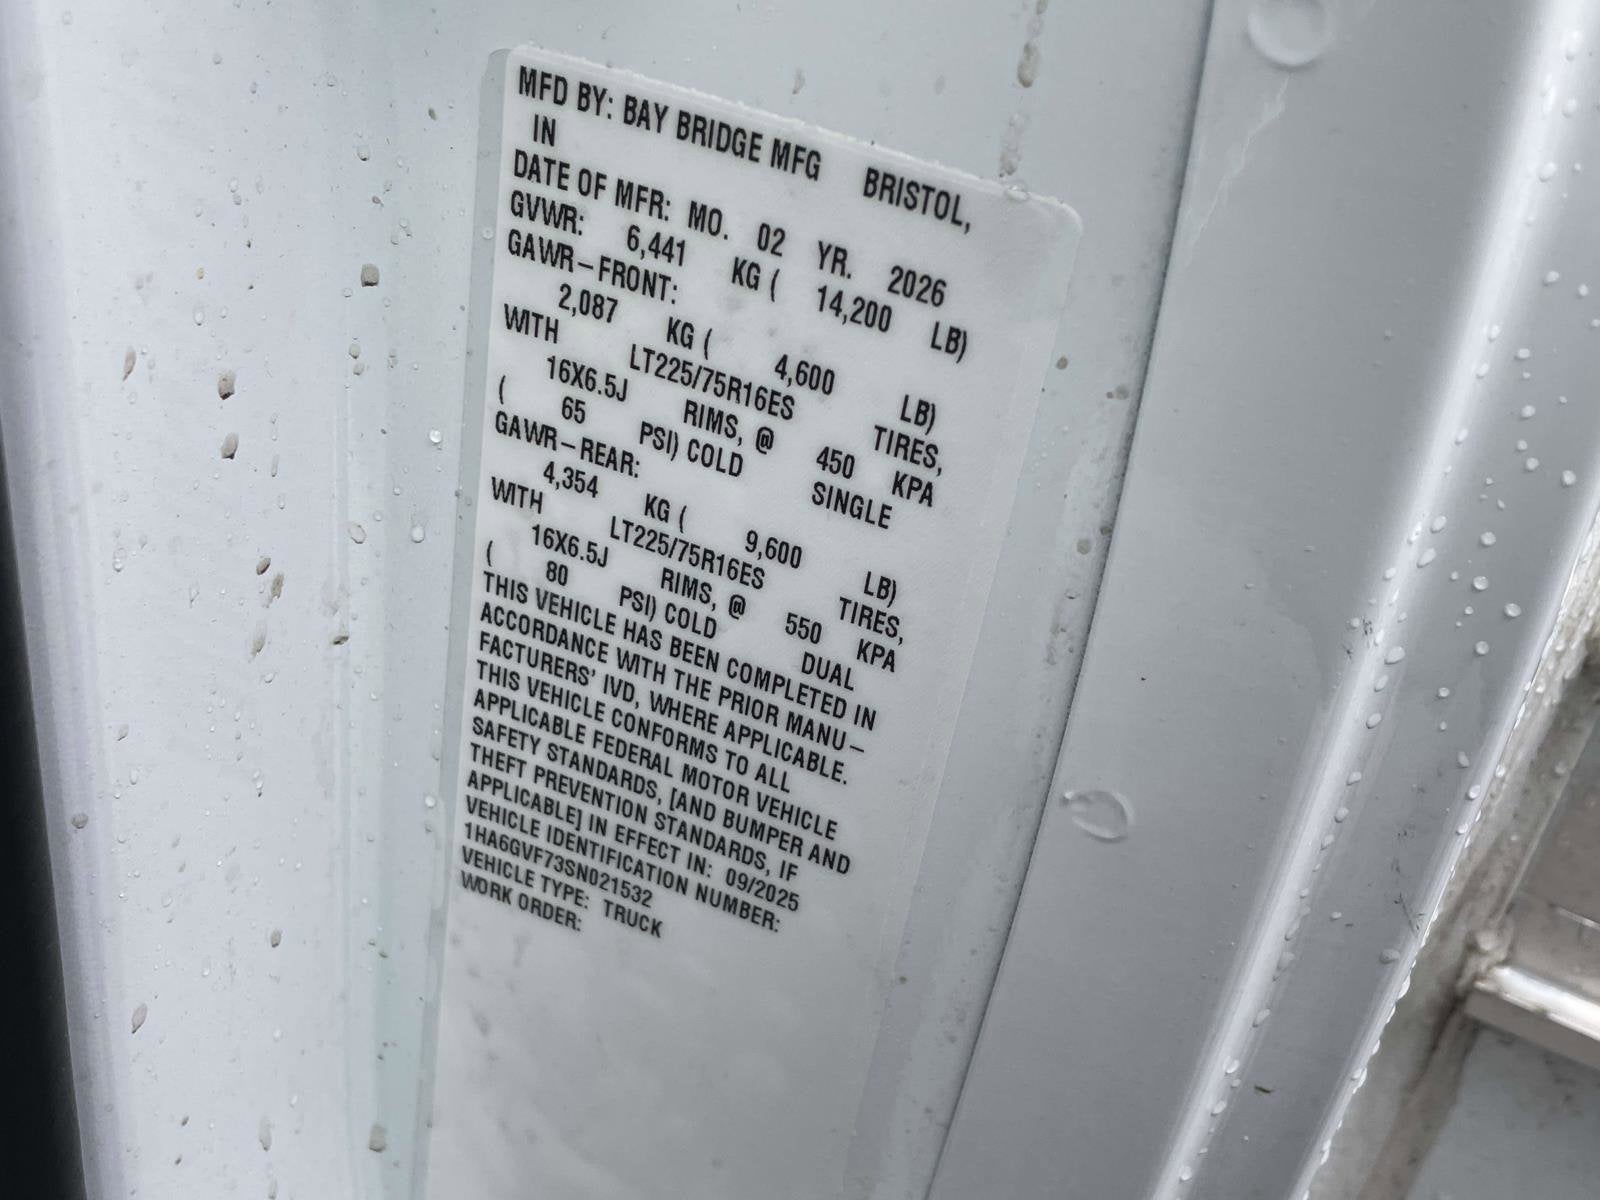 MFD BY: BAY BRIDGE MFG BRISTOL,
IN
DATE OF MFR: MO. 02 YR. 2026
GVWR: 6,441 KG ( 14,200 LB)
GAWR-FRONT:
2,087 KG ( 4,600 LB)
WITH LT225/75R16ES TIRES,
16X6.5J RIMS, @ 450 KPA
( 65 PSI) COLD SINGLE
GAWR-REAR:
4,354 KG ( 9,600 LB)
WITH LT225/75R16ES TIRES,
16X6.5J RIMS, @ 550 KPA
( 80 PSI) COLD DUAL
THIS VEHICLE HAS BEEN COMPLETED IN
ACCORDANCE WITH THE PRIOR MANU-
FACTURERS' IVD, WHERE APPLICABLE.
THIS VEHICLE CONFORMS TO ALL
APPLICABLE FEDERAL MOTOR VEHICLE
SAFETY STANDARDS, [AND BUMPER AND
THEFT PREVENTION STANDARDS, IF
APPLICABLE] IN EFFECT IN: 09/2025
VEHICLE IDENTIFICATION NUMBER:
1HA6GVF73SN021532
VEHICLE TYPE: TRUCK
WORK ORDER: